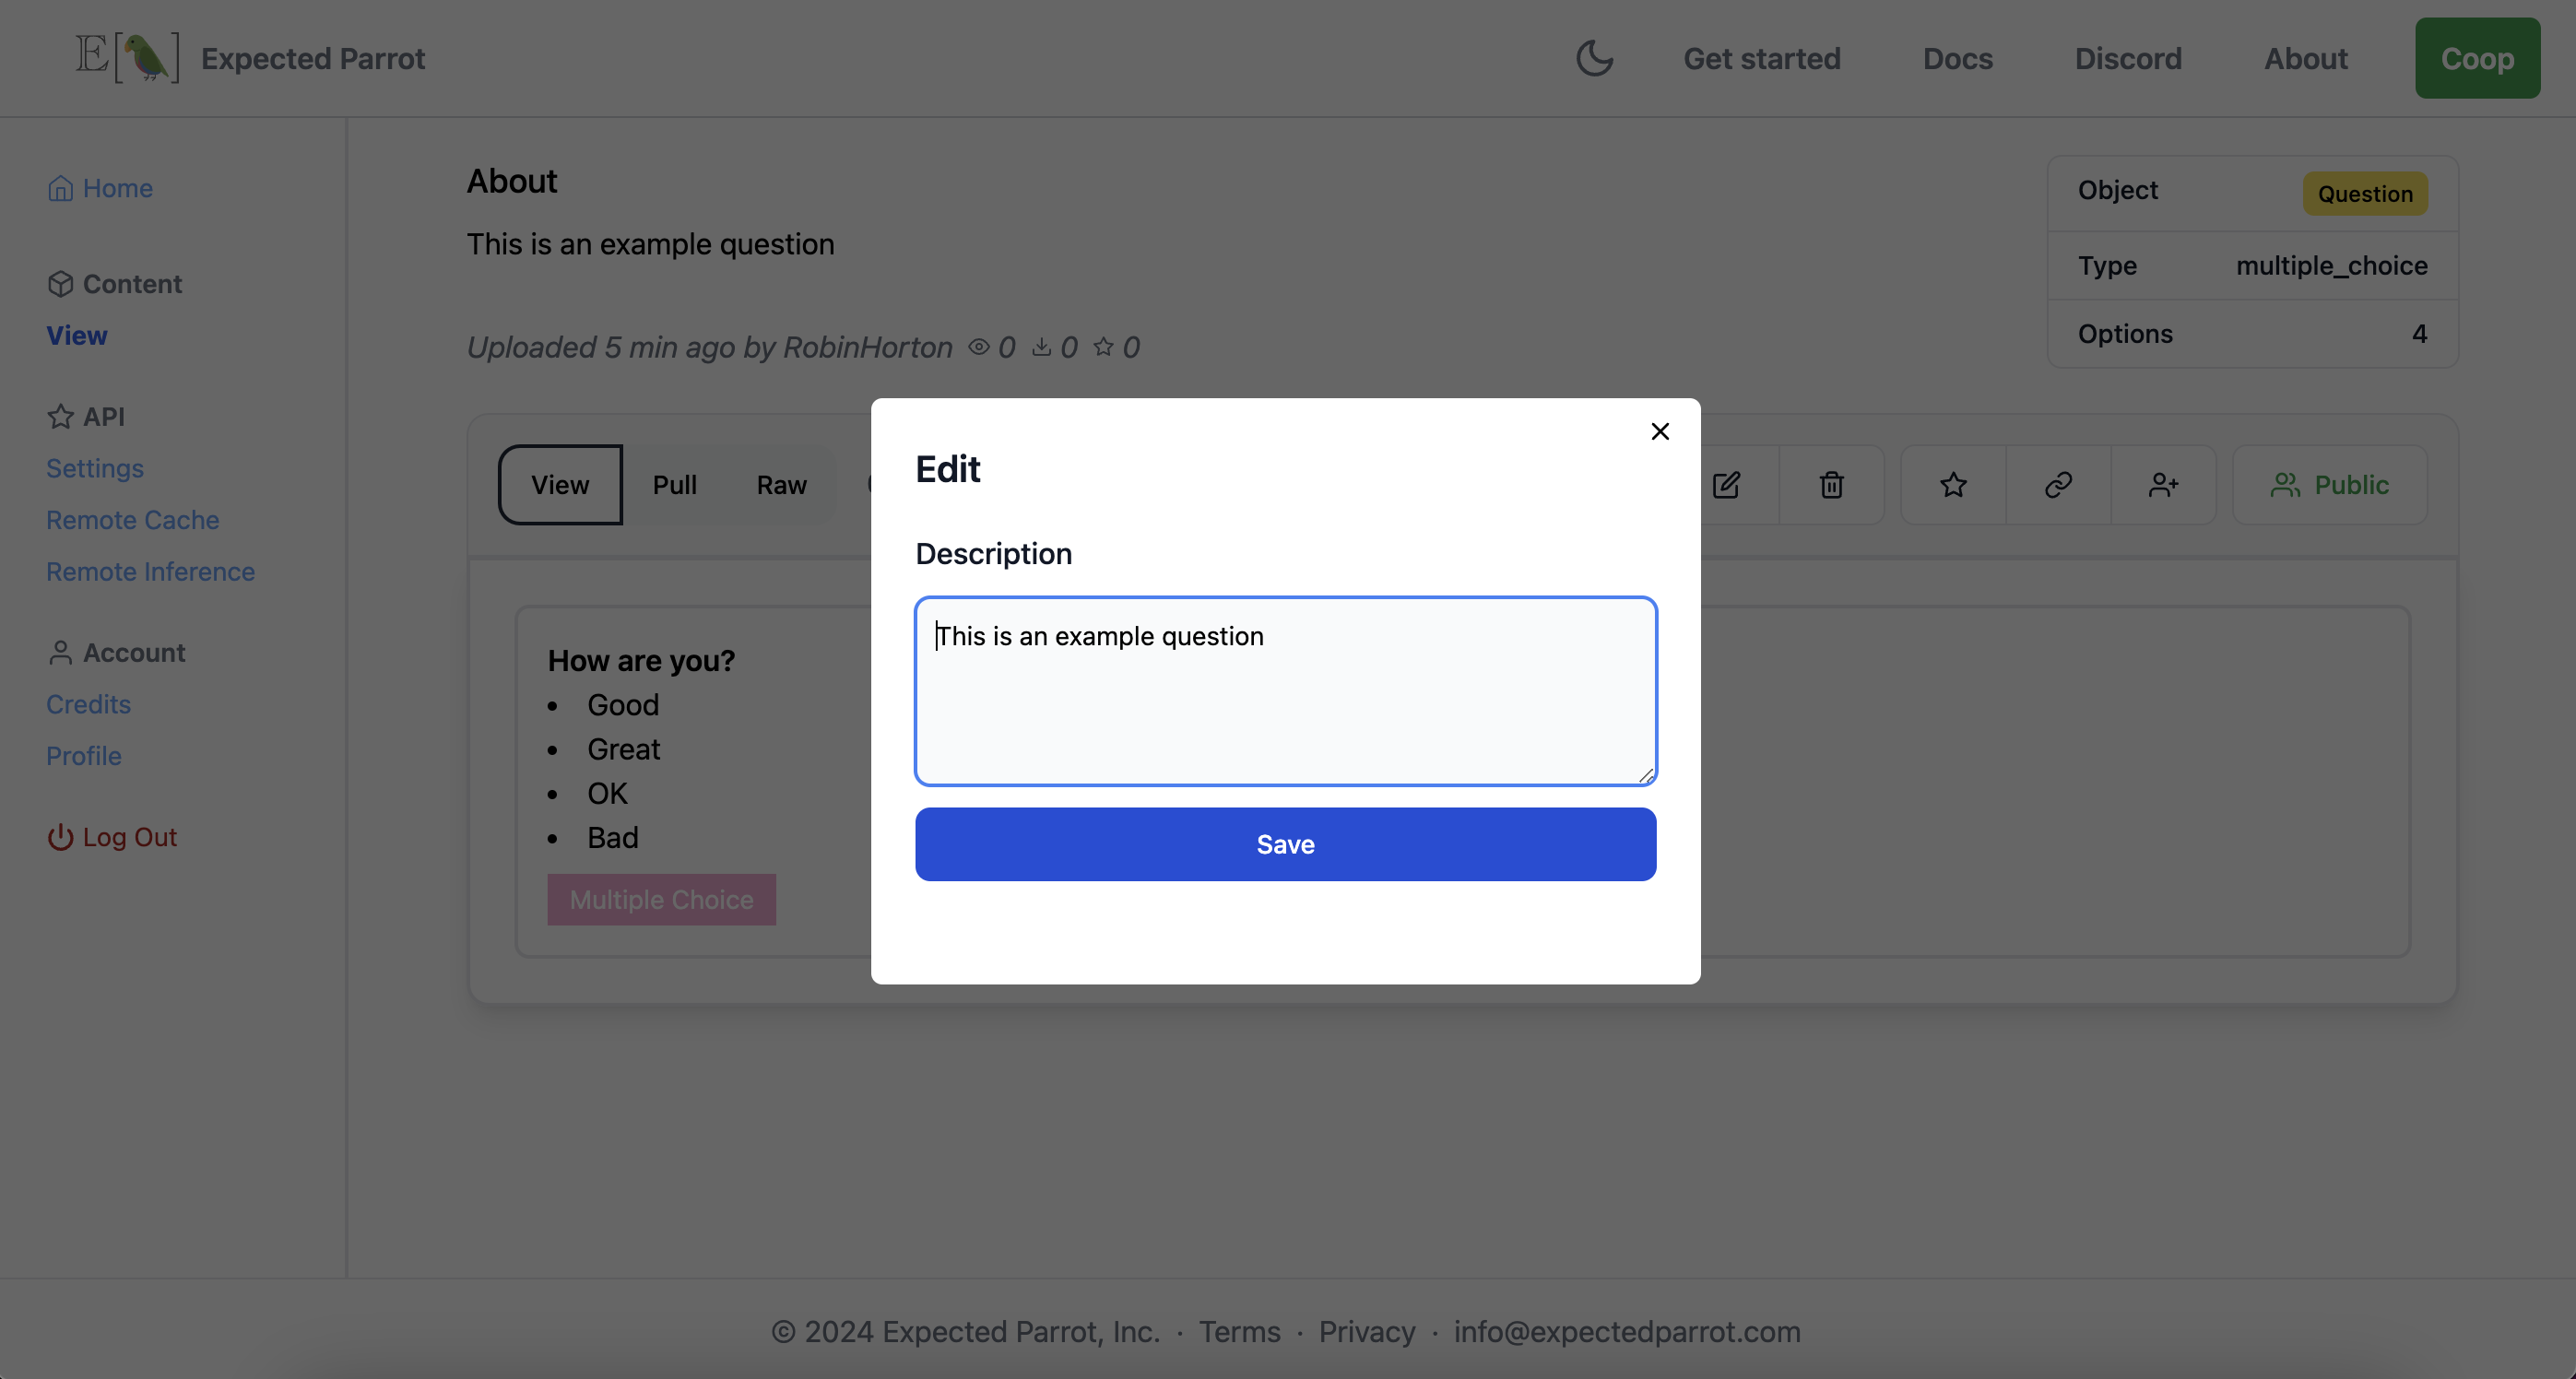 E[ ] Expected Parrot
Get started
Docs
Discord
About
Coop
Home
Content
View
API
Settings
Remote Cache
Remote Inference
Account
Credits
Profile
Log Out
About
This is an example question
Uploaded 5 min ago by RobinHorton 0 0 0
Object Question
Type multiple_choice
Options 4
View Pull Raw
Public
How are you?
• Good
• Great
• OK
• Bad
Multiple Choice
Edit
Description
This is an example question
Save
© 2024 Expected Parrot, Inc. · Terms · Privacy · info@expectedparrot.com